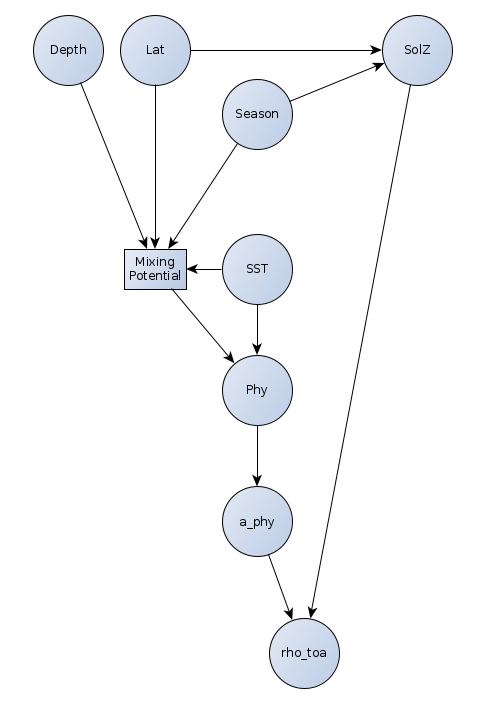 Depth
Lat
SolZ
Season
Mixing
Potential
SST
Phy
a_phy
rho_toa